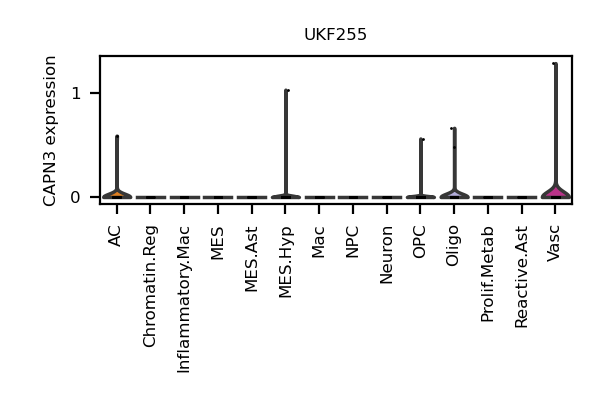 UKF255
CAPN3 expression
1
0
AC
Chromatin.Reg
Inflammatory.Mac
MES
MES.Ast
MES.Hyp
Mac
NPC
Neuron
OPC
Oligo
Prolif.Metab
Reactive.Ast
Vasc